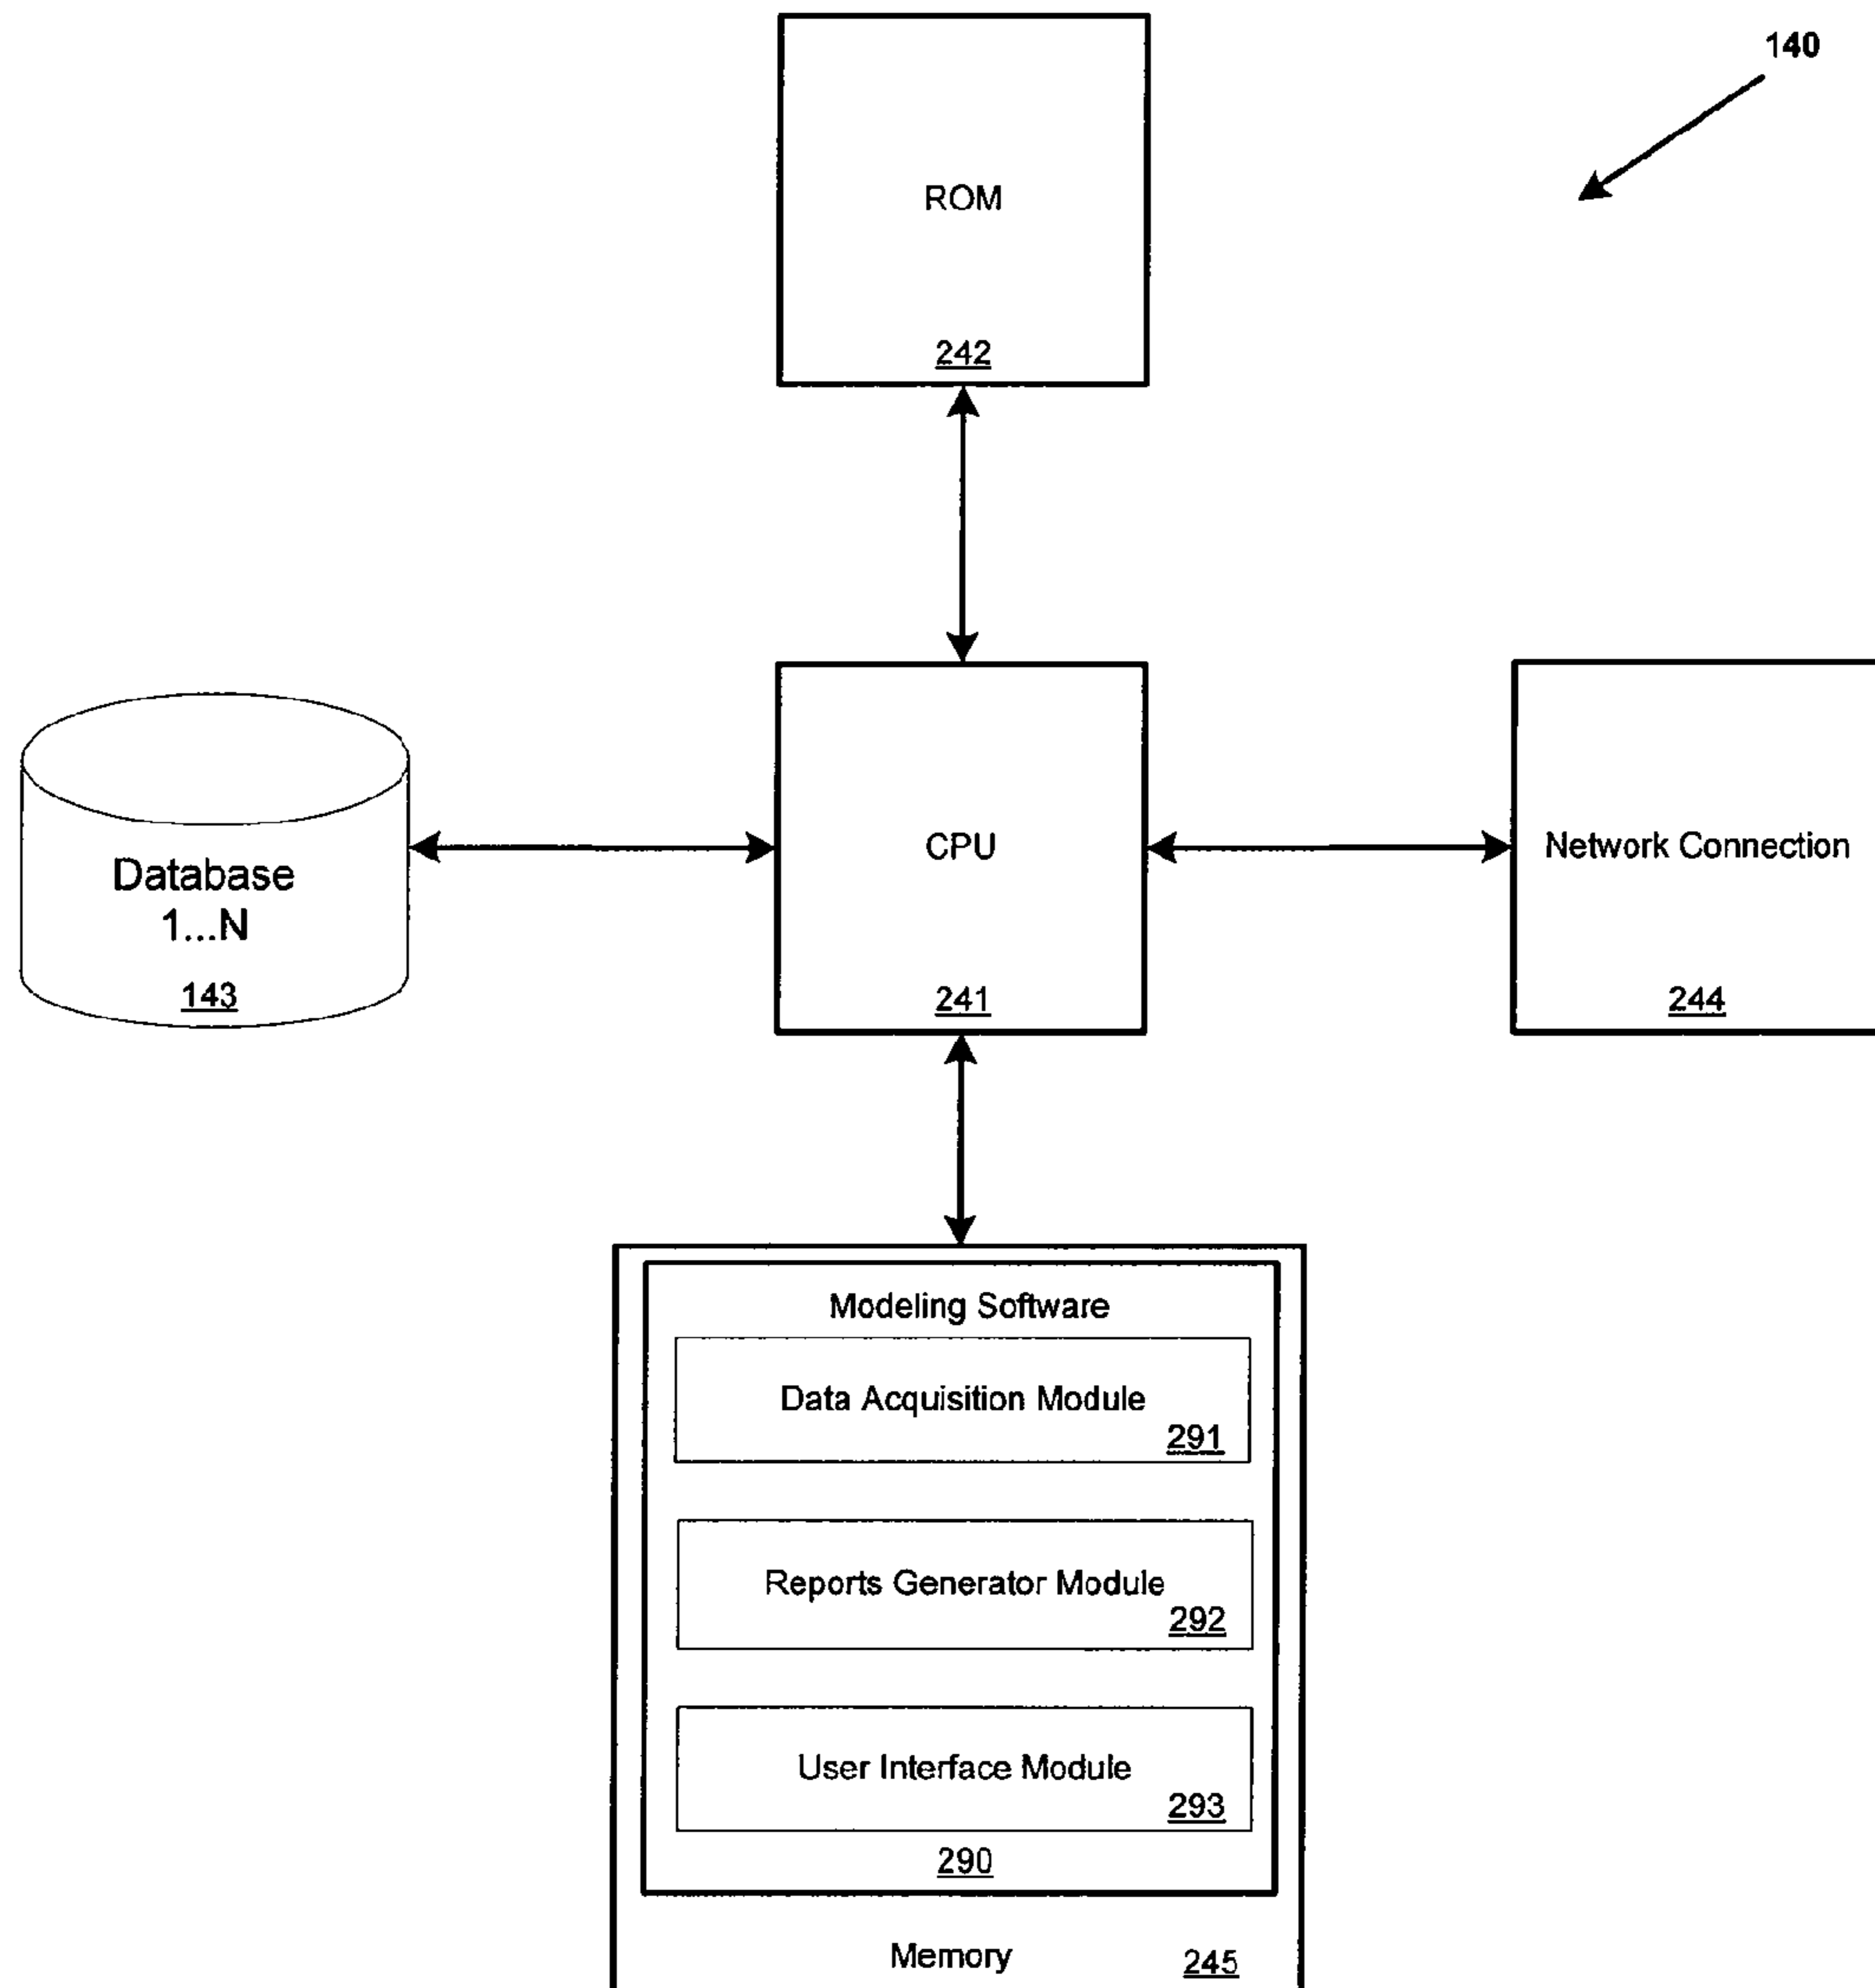 140
ROM
242
Database
1...N
143
CPU
241
Network Connection
244
Modeling Software
Data Acquisition Module
291
Reports Generator Module
292
User Interface Module
293
290
Memory
245